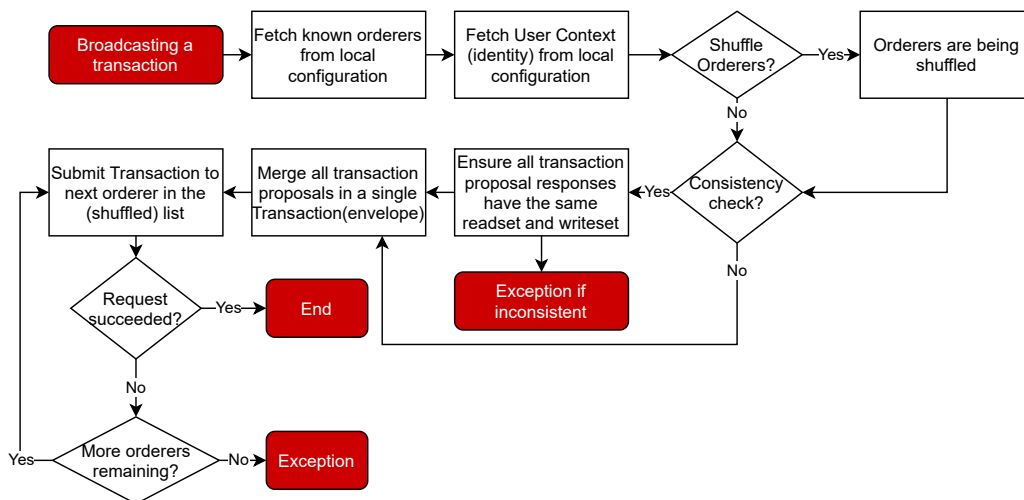 Broadcasting a
transaction
Fetch known orderers
from local
configuration
Fetch User Context
(identity) from local
configuration
Shuffle
Orderers?
Yes
Orderers are being
shuffled
No
Submit Transaction to
next orderer in the
(shuffled) list
Merge all transaction
proposals in a single
Transaction(envelope)
Ensure all transaction
proposal responses
have the same
readset and writeset
Yes
Consistency
check?
No
Request
succeeded?
Yes
End
Exception if
inconsistent
No
Yes
More orderers
remaining?
No
Exception